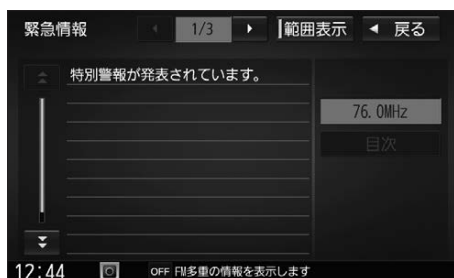 緊急情報 1/3 範囲表示 戻る
特別警報が発表されています。
76.0MHz
目次
12:44 OFF FM多重の情報を表示します